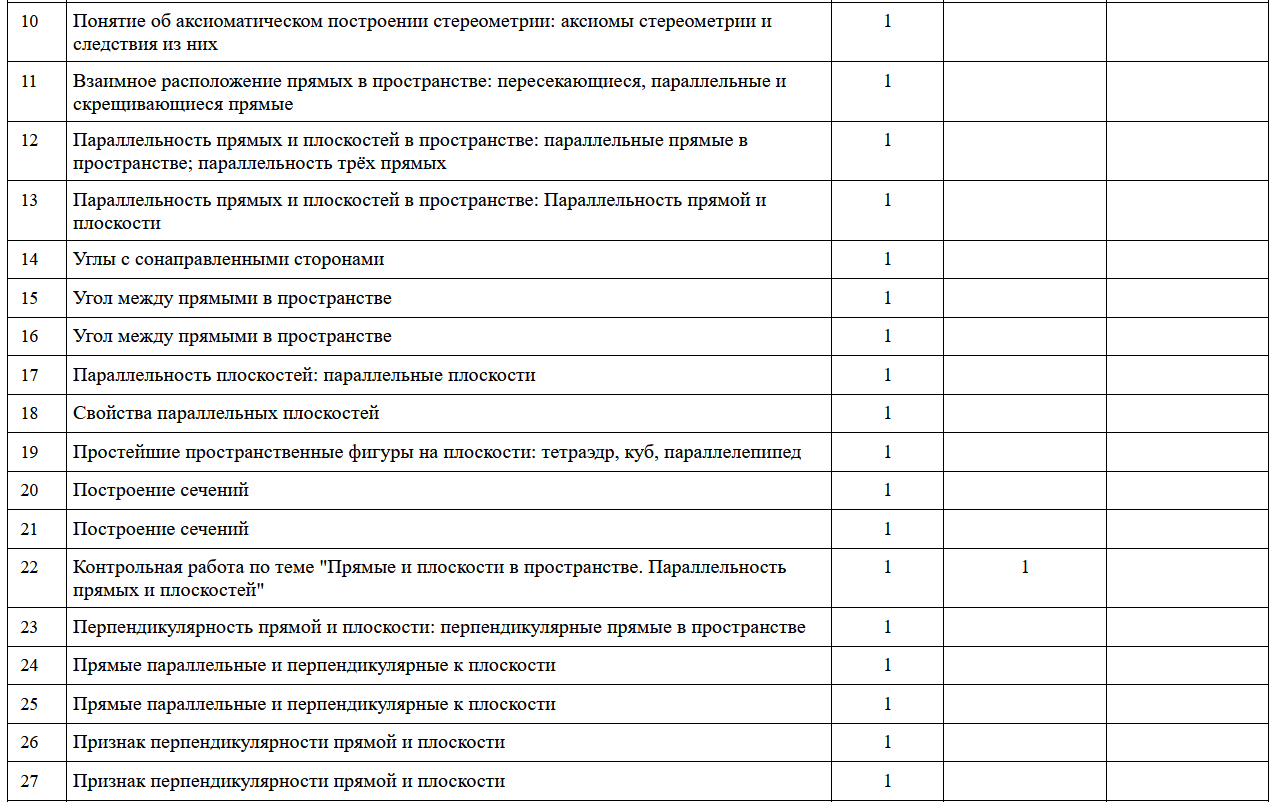 10 Понятие об аксиоматическом построении стереометрии: аксиомы стереометрии и 1
следствия из них
11 Взаимное расположение прямых в пространстве: пересекающиеся, параллельные и 1
скрещивающиеся прямые
12 Параллельность прямых и плоскостей в пространстве: параллельные прямые в 1
пространстве; параллельность трёх прямых
13 Параллельность прямых и плоскостей в пространстве: Параллельность прямой и 1
плоскости
14 Углы с сонаправленными сторонами 1
15 Угол между прямыми в пространстве 1
16 Угол между прямыми в пространстве 1
17 Параллельность плоскостей: параллельные плоскости 1
18 Свойства параллельных плоскостей 1
19 Простейшие пространственные фигуры на плоскости: тетраэдр, куб, параллелепипед 1
20 Построение сечений 1
21 Построение сечений 1
22 Контрольная работа по теме "Прямые и плоскости в пространстве. Параллельность 1 1
прямых и плоскостей"
23 Перпендикулярность прямой и плоскости: перпендикулярные прямые в пространстве 1
24 Прямые параллельные и перпендикулярные к плоскости 1
25 Прямые параллельные и перпендикулярные к плоскости 1
26 Признак перпендикулярности прямой и плоскости 1
27 Признак перпендикулярности прямой и плоскости 1